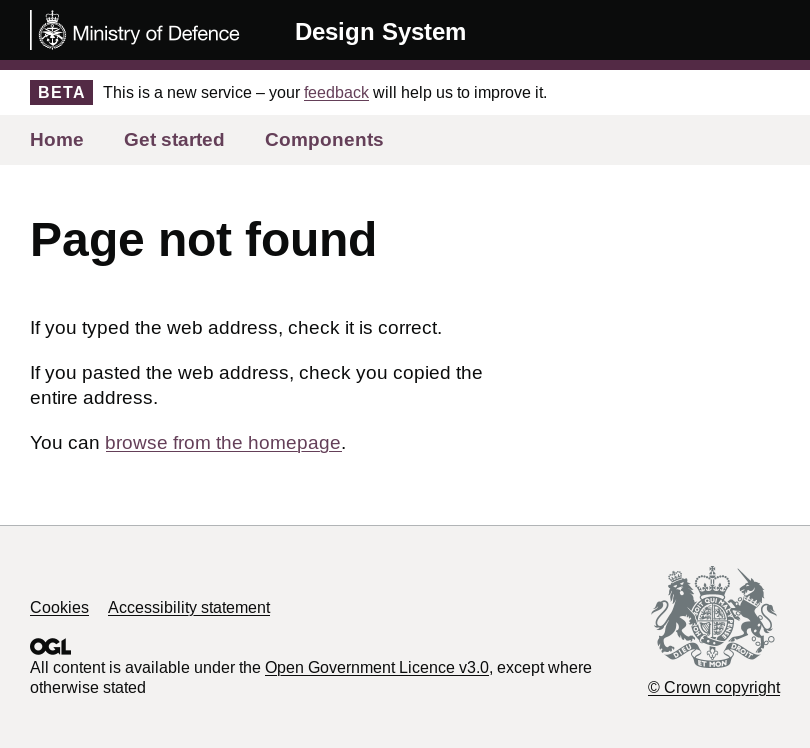 Ministry of Defence
Design System
BETA This is a new service – your feedback will help us to improve it.
Home Get started Components
Page not found
If you typed the web address, check it is correct.
If you pasted the web address, check you copied the
entire address.
You can browse from the homepage.
Cookies Accessibility statement
OGL
All content is available under the Open Government Licence v3.0, except where
otherwise stated
DIEU ET MON DROIT
© Crown copyright